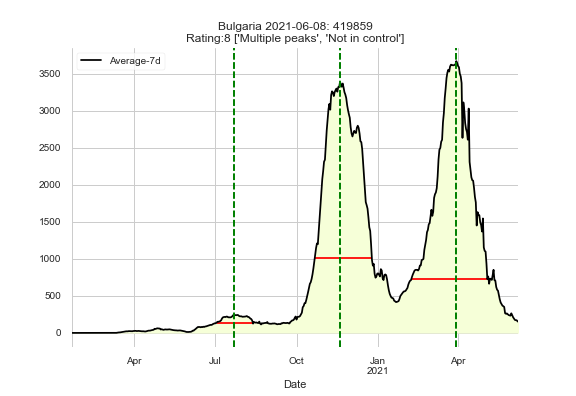 Bulgaria 2021-06-08: 419859
Rating:8 ['Multiple peaks', 'Not in control']
Average-7d
3500
3000
2500
2000
1500
1000
500
0
Apr
Jul
Oct
Jan
2021
Apr
Date